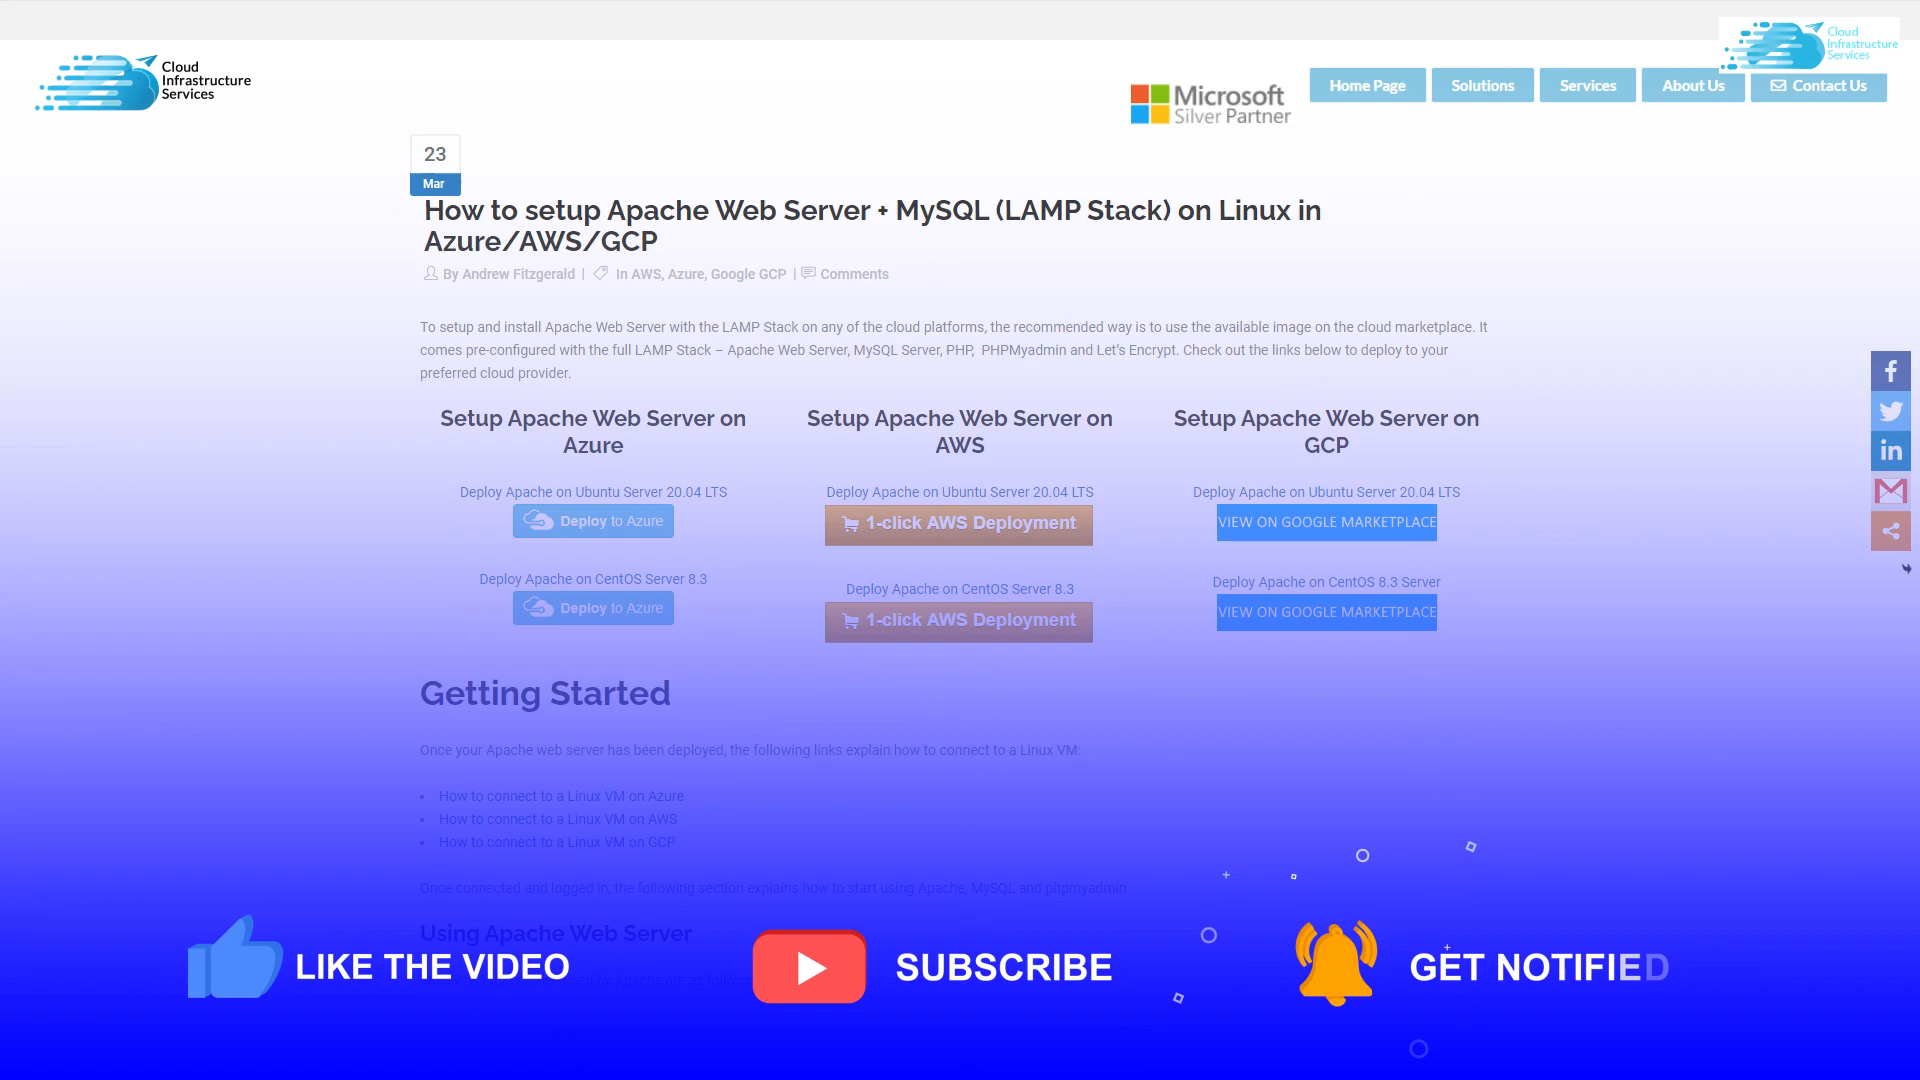 Cloud
Infrastructure
Services
Cloud
Infrastructure
Services
Microsoft
Silver Partner
Home Page
Solutions
Services
About Us
Contact Us
23
Mar
How to setup Apache Web Server + MySQL (LAMP Stack) on Linux in
Azure/AWS/GCP
By Andrew Fitzgerald | In AWS, Azure, Google GCP | Comments
To setup and install Apache Web Server with the LAMP Stack on any of the cloud platforms, the recommended way is to use the available image on the cloud marketplace. It
comes pre-configured with the full LAMP Stack – Apache Web Server, MySQL Server, PHP, PHPMyadmin and Let’s Encrypt. Check out the links below to deploy to your
preferred cloud provider.
Setup Apache Web Server on
Azure
Deploy Apache on Ubuntu Server 20.04 LTS
Deploy to Azure
Deploy Apache on CentOS Server 8.3
Deploy to Azure
Setup Apache Web Server on
AWS
Deploy Apache on Ubuntu Server 20.04 LTS
1-click AWS Deployment
Deploy Apache on CentOS Server 8.3
1-click AWS Deployment
Setup Apache Web Server on
GCP
Deploy Apache on Ubuntu Server 20.04 LTS
VIEW ON GOOGLE MARKETPLACE
Deploy Apache on CentOS 8.3 Server
VIEW ON GOOGLE MARKETPLACE
Getting Started
Once your Apache web server has been deployed, the following links explain how to connect to a Linux VM:
• How to connect to a Linux VM on Azure
• How to connect to a Linux VM on AWS
• How to connect to a Linux VM on GCP
Once connected and logged in, the following section explains how to start using Apache, MySQL and phpmyadmin
Using Apache Web Server
by Apache are as follow
LIKE THE VIDEO
SUBSCRIBE
GET NOTIFIED